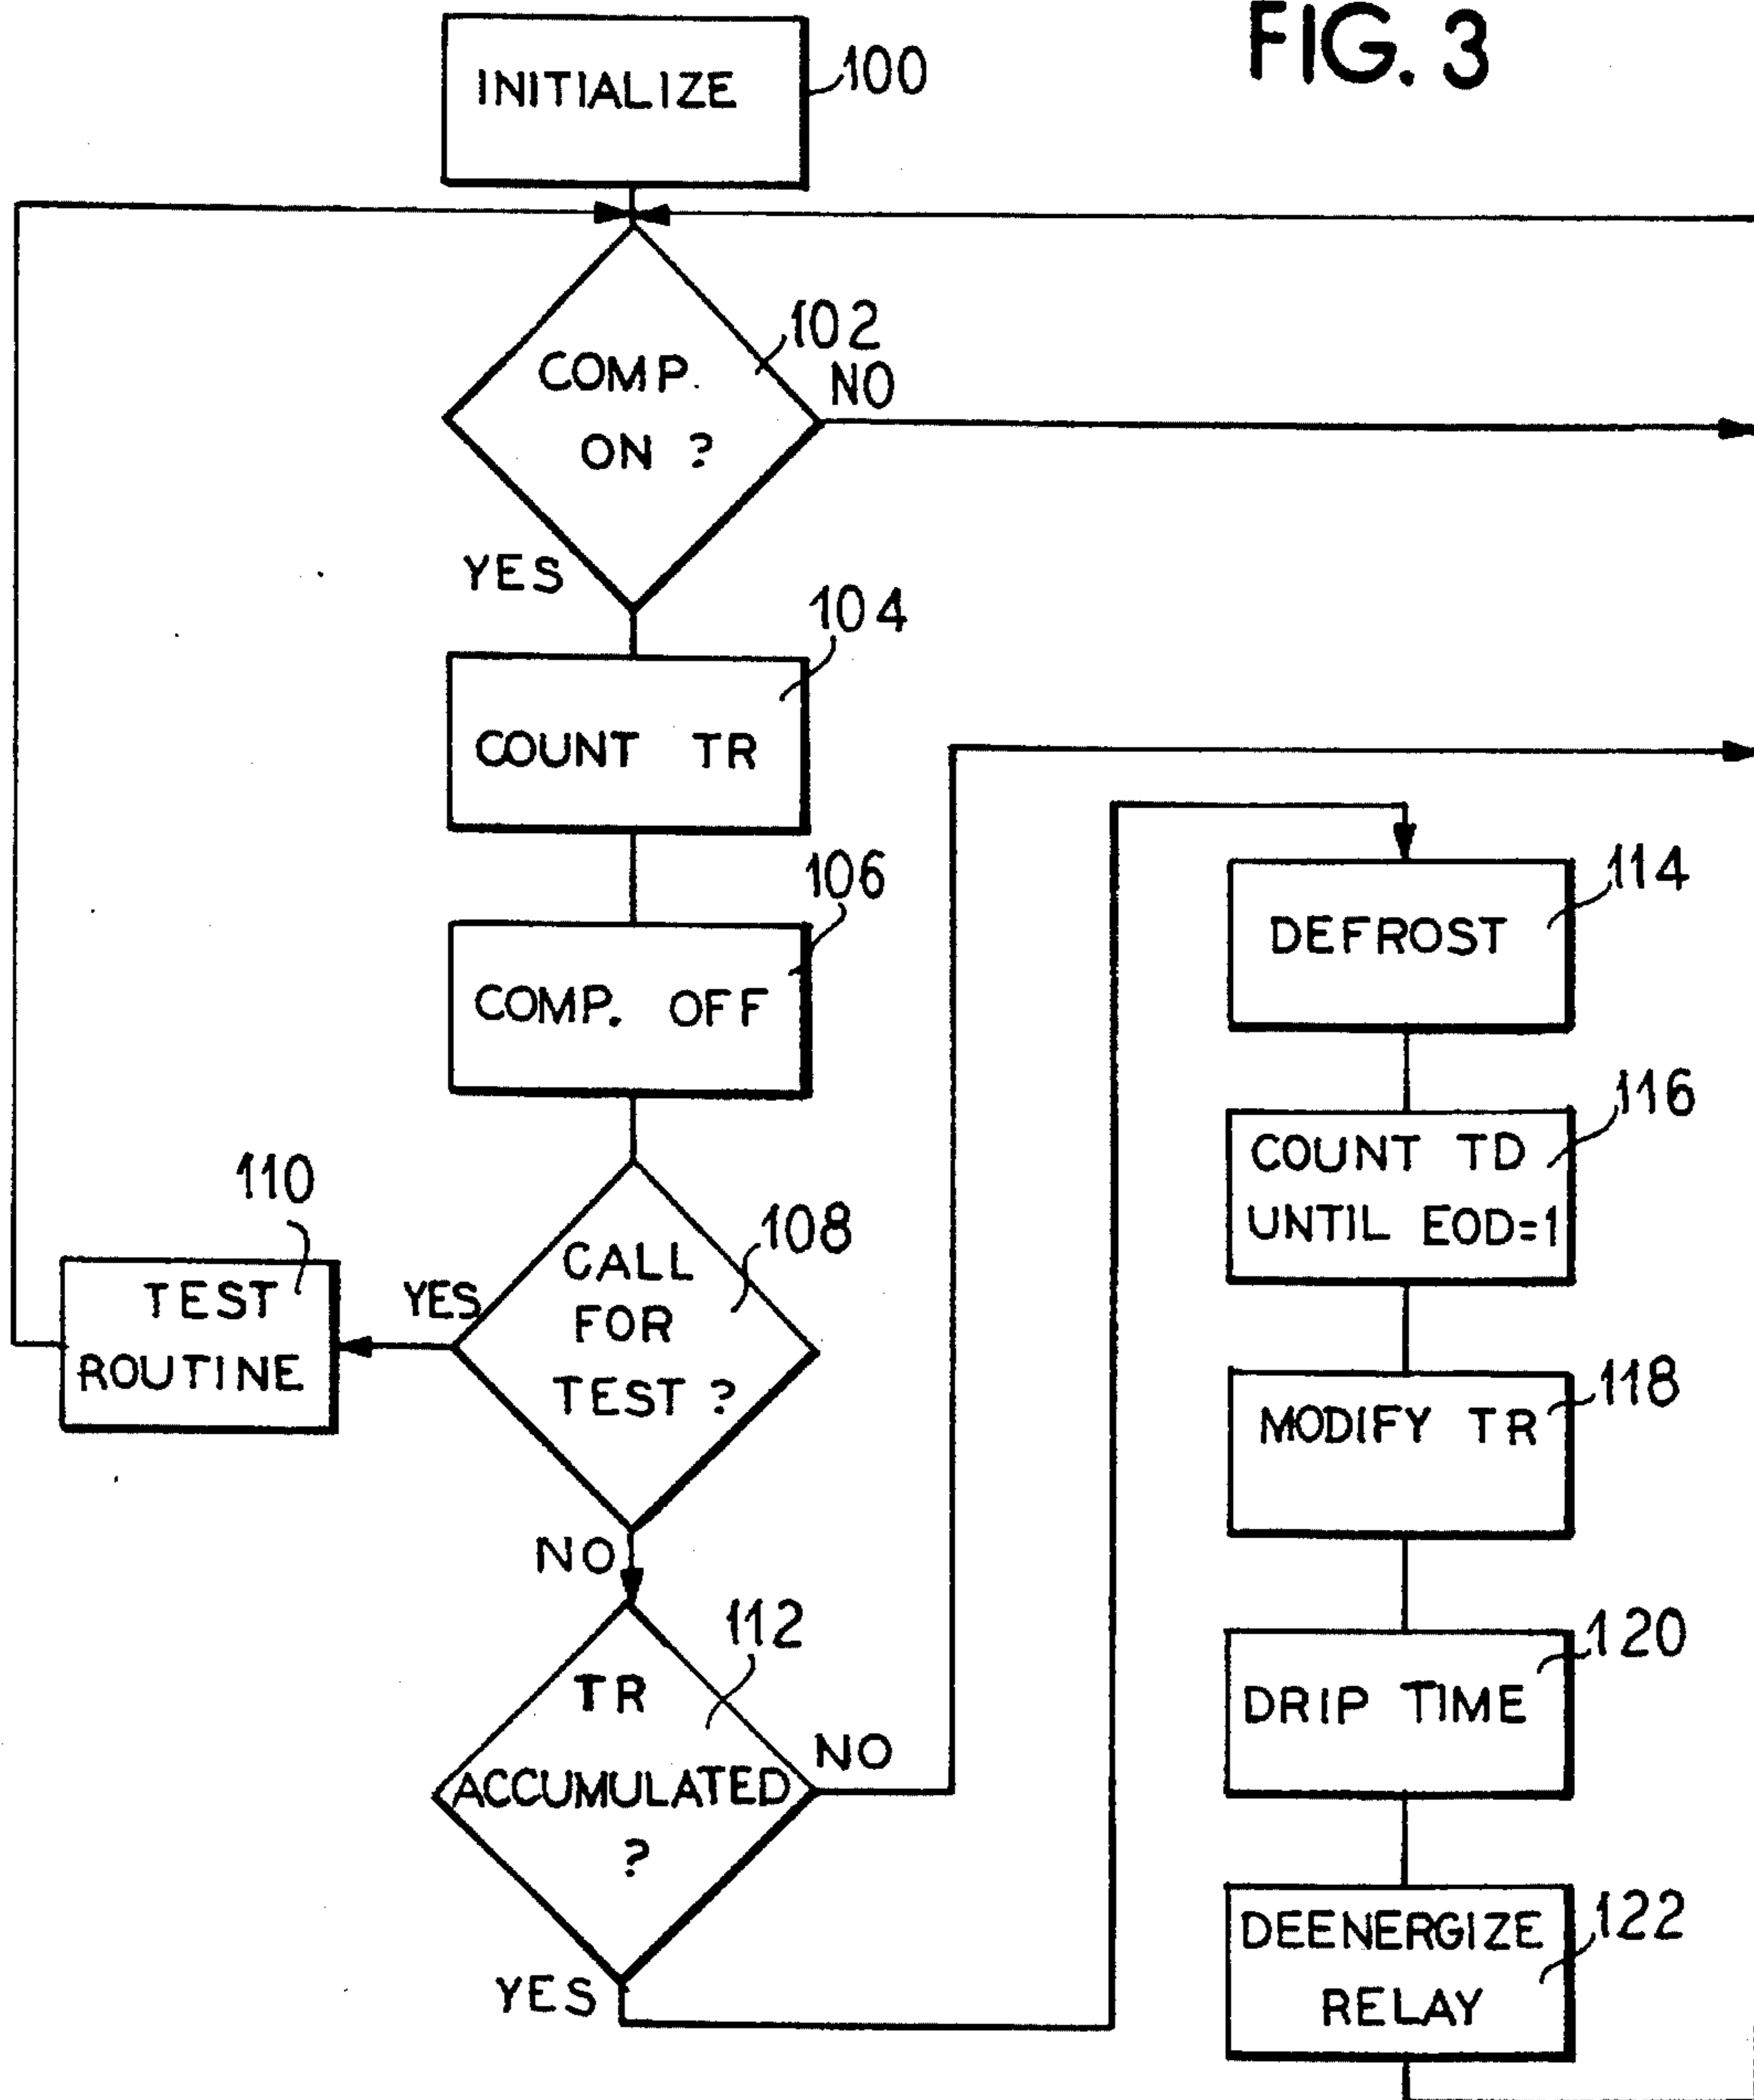 FIG. 3
INITIALIZE
100
COMP.
ON ?
102
NO
YES
104
COUNT TR
106
COMP. OFF
108
CALL
FOR
TEST ?
YES
110
TEST
ROUTINE
NO
112
TR
ACCUMULATED
?
NO
YES
114
DEFROST
116
COUNT TD
UNTIL EOD=1
118
MODIFY TR
120
DRIP TIME
122
DEENERGIZE
RELAY